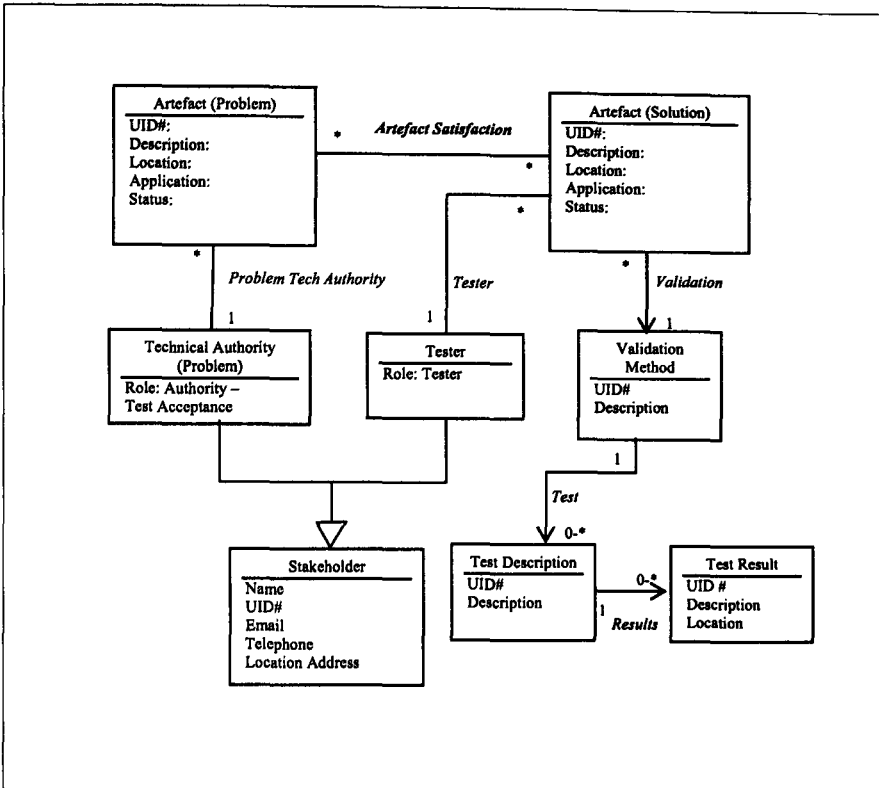 Artefact (Problem)
UID#:
Description:
Location:
Application:
Status:
*
Artefact Satisfaction
*
Artefact (Solution)
UID#:
Description:
Location:
Application:
Status:
*
*
Problem Tech Authority
1
Tester
1
*
Validation
1
Technical Authority
(Problem)
Role: Authority –
Test Acceptance
Tester
Role: Tester
Validation
Method
UID#
Description
1
Test
0-*
Stakeholder
Name
UID#
Email
Telephone
Location Address
Test Description
UID#
Description
1
0-*
Results
Test Result
UID #
Description
Location